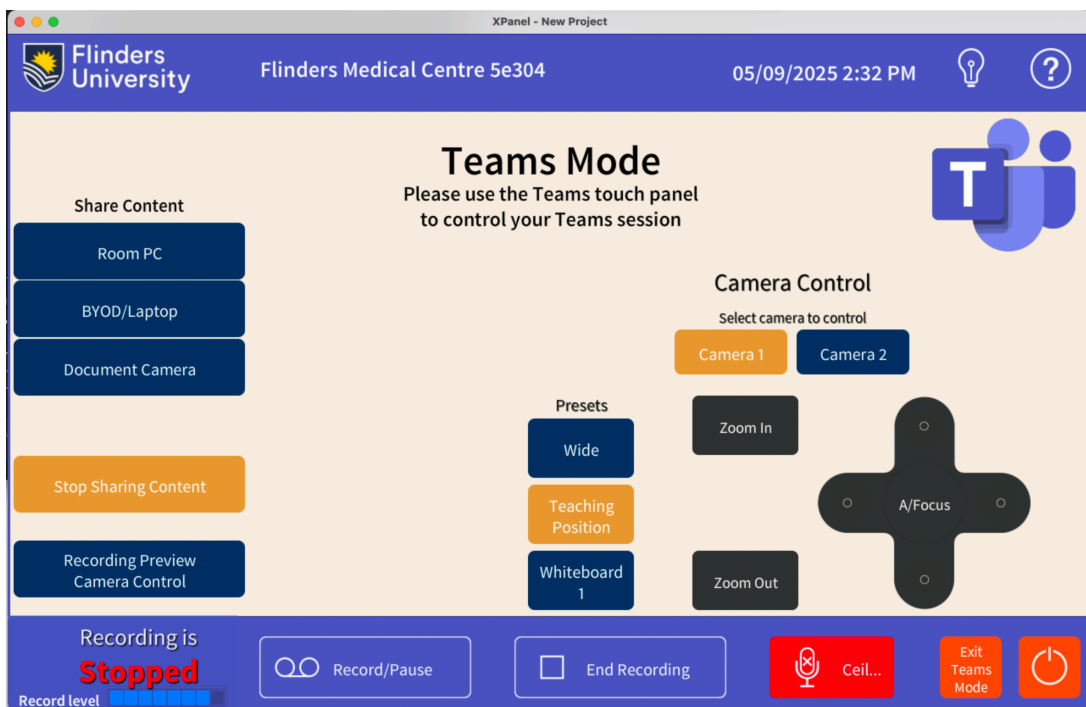 XPanel - New Project
Flinders
University
Flinders Medical Centre 5e304
05/09/2025 2:32 PM
?
Teams Mode
Please use the Teams touch panel
to control your Teams session
T
Share Content
Room PC
BYOD/Laptop
Document Camera
Stop Sharing Content
Recording Preview
Camera Control
Camera Control
Select camera to control
Camera 1
Camera 2
Presets
Wide
Teaching
Position
Whiteboard
1
Zoom In
Zoom Out
A/Focus
Recording is
Stopped
Record level
Record/Pause
End Recording
Ceil...
Exit
Teams
Mode